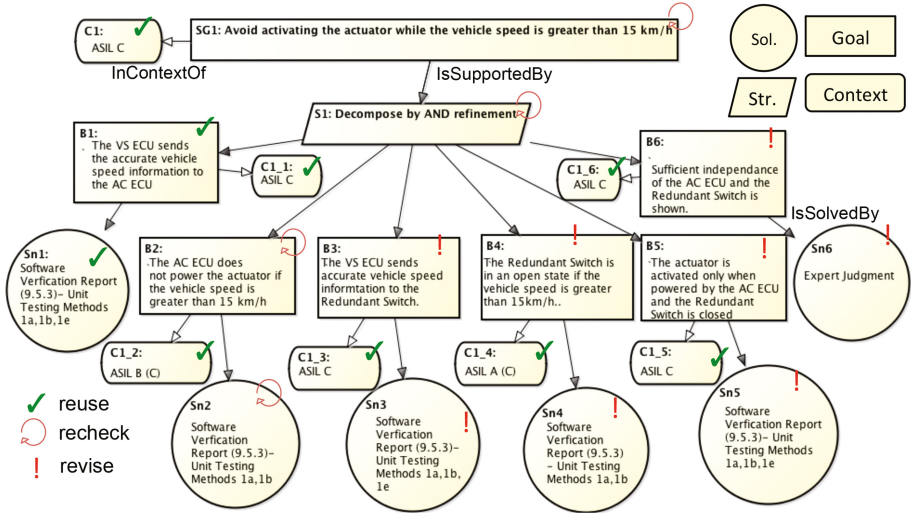 C1:
ASIL C
SG1: Avoid activating the actuator while the vehicle speed is greater than 15 km/h
InContextOf
IsSupportedBy
Sol.
Goal
Str.
Context
S1: Decompose by AND refinement
B1:
The VS ECU sends
the accurate vehicle
speed information to
the AC ECU
C1_1:
ASIL C
C1_6:
ASIL C
B6:
Sufficient independance
of the AC ECU and the
Redundant Switch is
shown.
IsSolvedBy
Sn1:
Software
Verfication Report
(9.5.3)- Unit
Testing Methods
1a,1b,1e
B2:
The AC ECU does
not power the actuator if
the vehicle speed is
greater than 15 km/h
B3:
The VS ECU sends
accurate vehicle speed
informtation to the
Redundant Switch.
B4:
The Redundant Switch is
in an open state if the
vehicle speed is greater
than 15km/h..
B5:
The actuator is
activated only when
powered by the AC ECU
and the Redundant
Switch is closed
Sn6
Expert Judgment
C1_2:
ASIL B (C)
C1_3:
ASIL C
C1_4:
ASIL A (C)
C1_5:
ASIL C
Sn2
Software
Verfication
Report (9.5.3)-
Unit Testing
Methods 1a,1b
Sn3
Software
Verfication
Report (9.5.3)-
Unit Testing
Methods 1a,1b,
1e
Sn4
Software
Verfication
Report (9.5.3)
- Unit Testing
Methods 1a,1b
Sn5
Software
Verfication Report
(9.5.3)- Unit
Testing Methods
1a,1b,1e
reuse
recheck
! revise